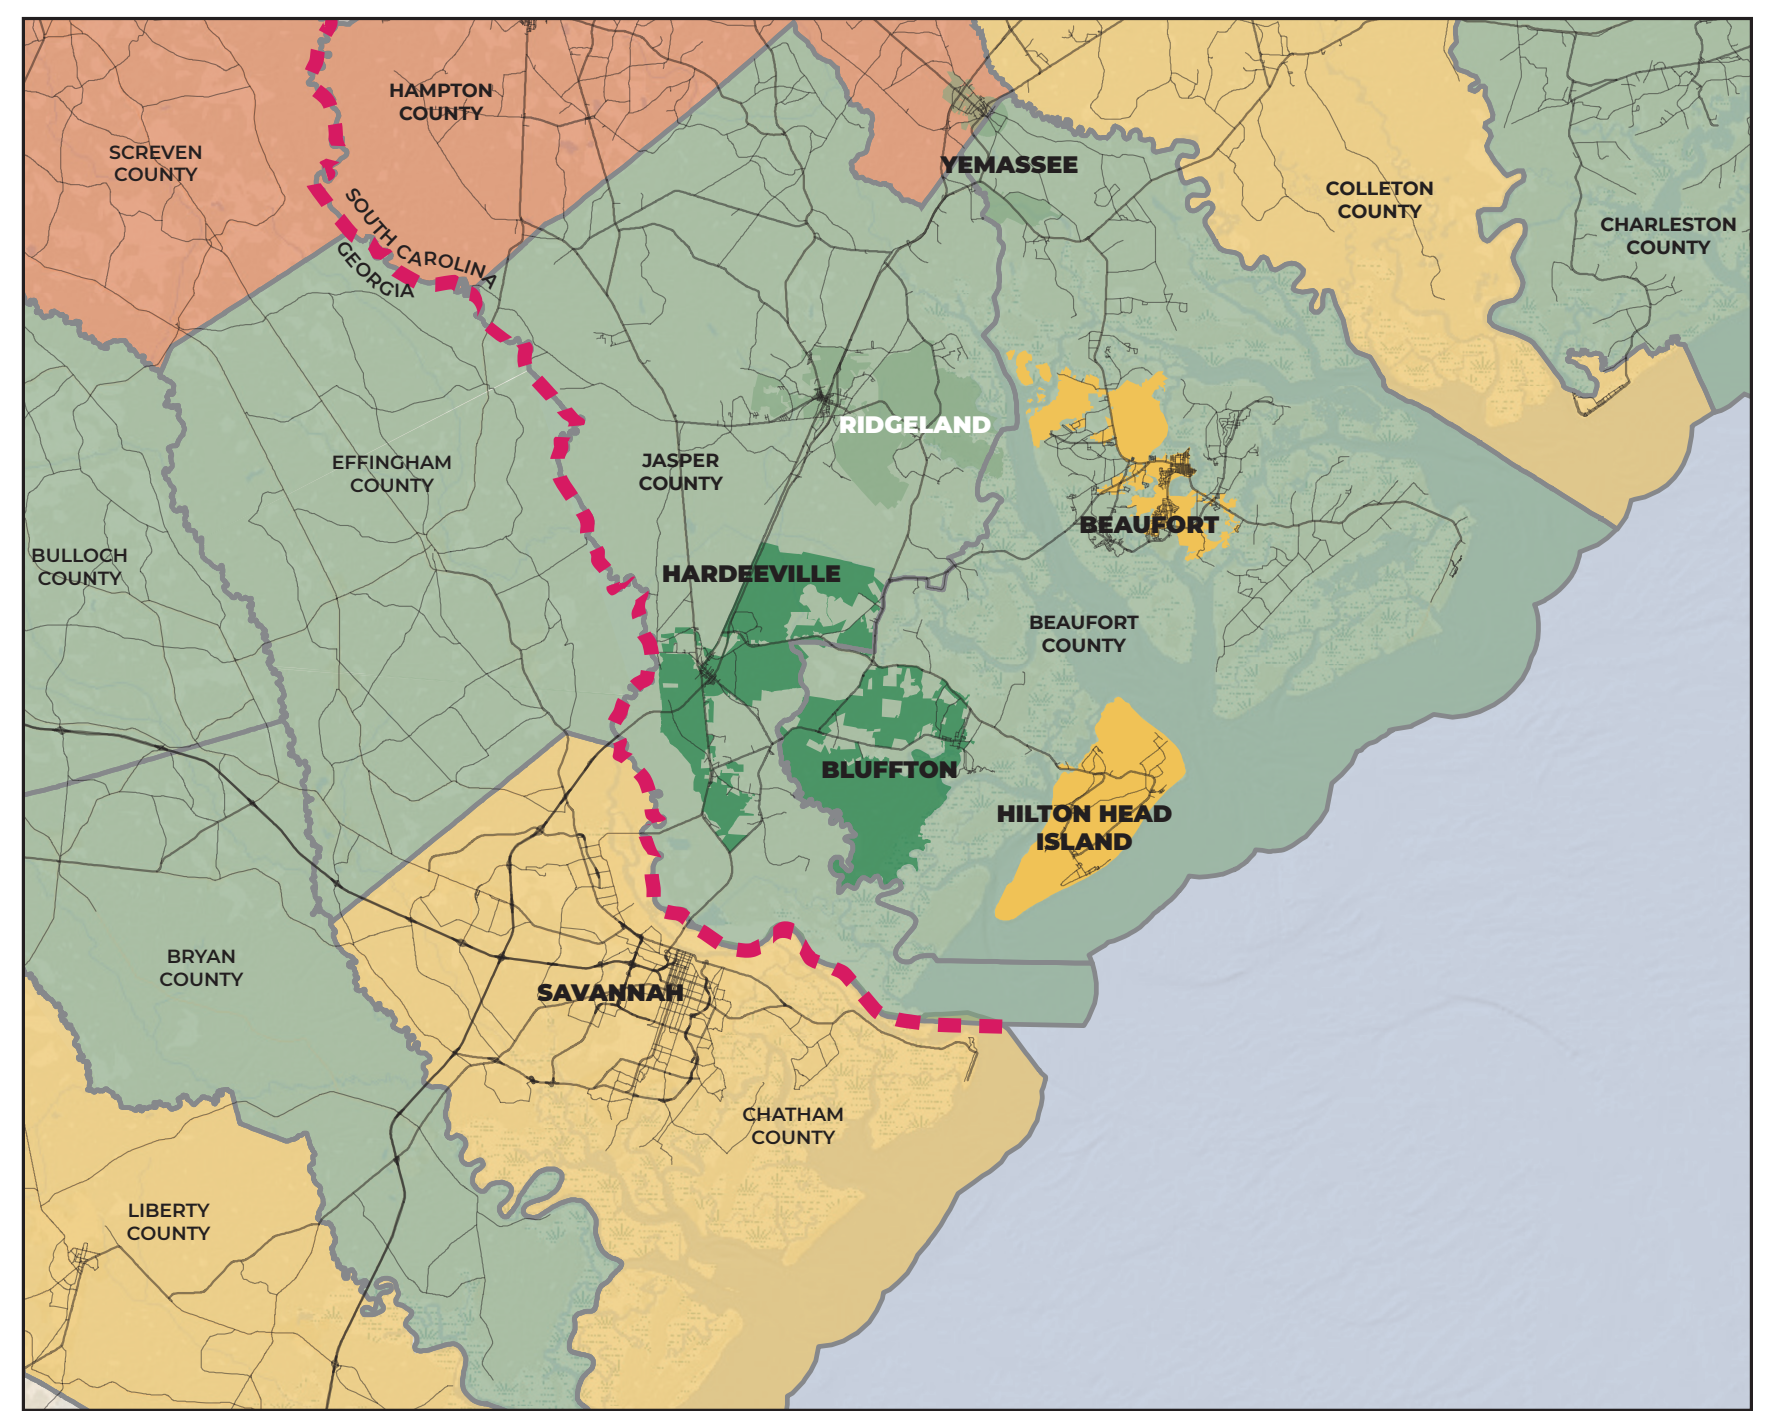 HAMPTON
COUNTY
SCREVEN
COUNTY
YEMASSEE
COLLETON
COUNTY
CHARLESTON
COUNTY
SOUTH CAROLINA
GEORGIA
RIDGELAND
EFFINGHAM
COUNTY
JASPER
COUNTY
BEAUFORT
BULLOCH
COUNTY
HARDEEVILLE
BEAUFORT
COUNTY
BLUFFTON
HILTON HEAD
ISLAND
BRYAN
COUNTY
SAVANNAH
CHATHAM
COUNTY
LIBERTY
COUNTY